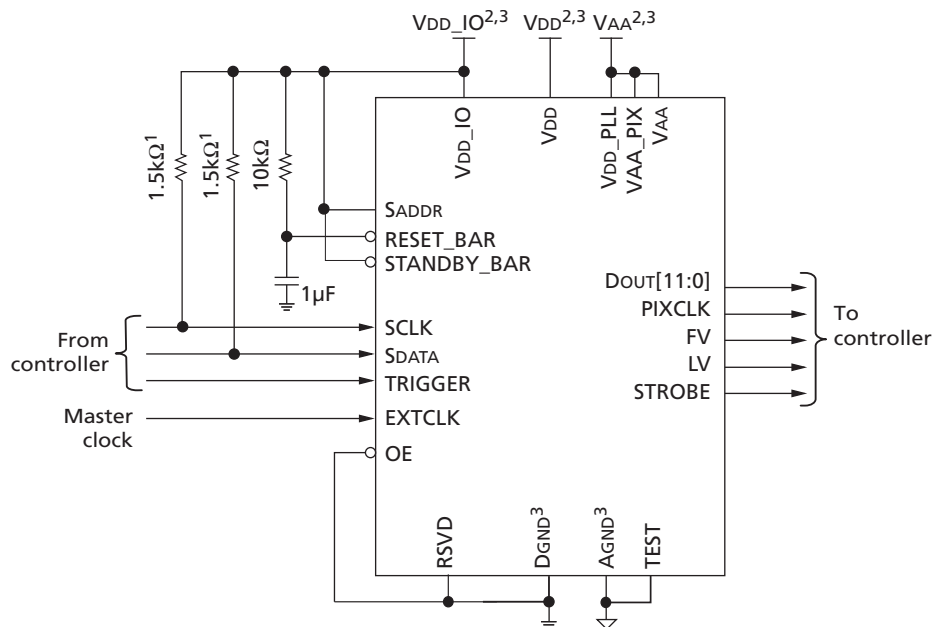 VDD_IO2,3
VDD2,3
VAA2,3
1.5kΩ1
1.5kΩ1
10kΩ
VDD_IO
VDD
VDD_PLL
VAA_PIX
VAA
SADDR
RESET_BAR
STANDBY_BAR
1µF
From
controller
SCLK
SDATA
TRIGGER
Master
clock
EXTCLK
OE
DOUT[11:0]
PIXCLK
FV
LV
STROBE
To
controller
RSVD
DGND3
AGND3
TEST